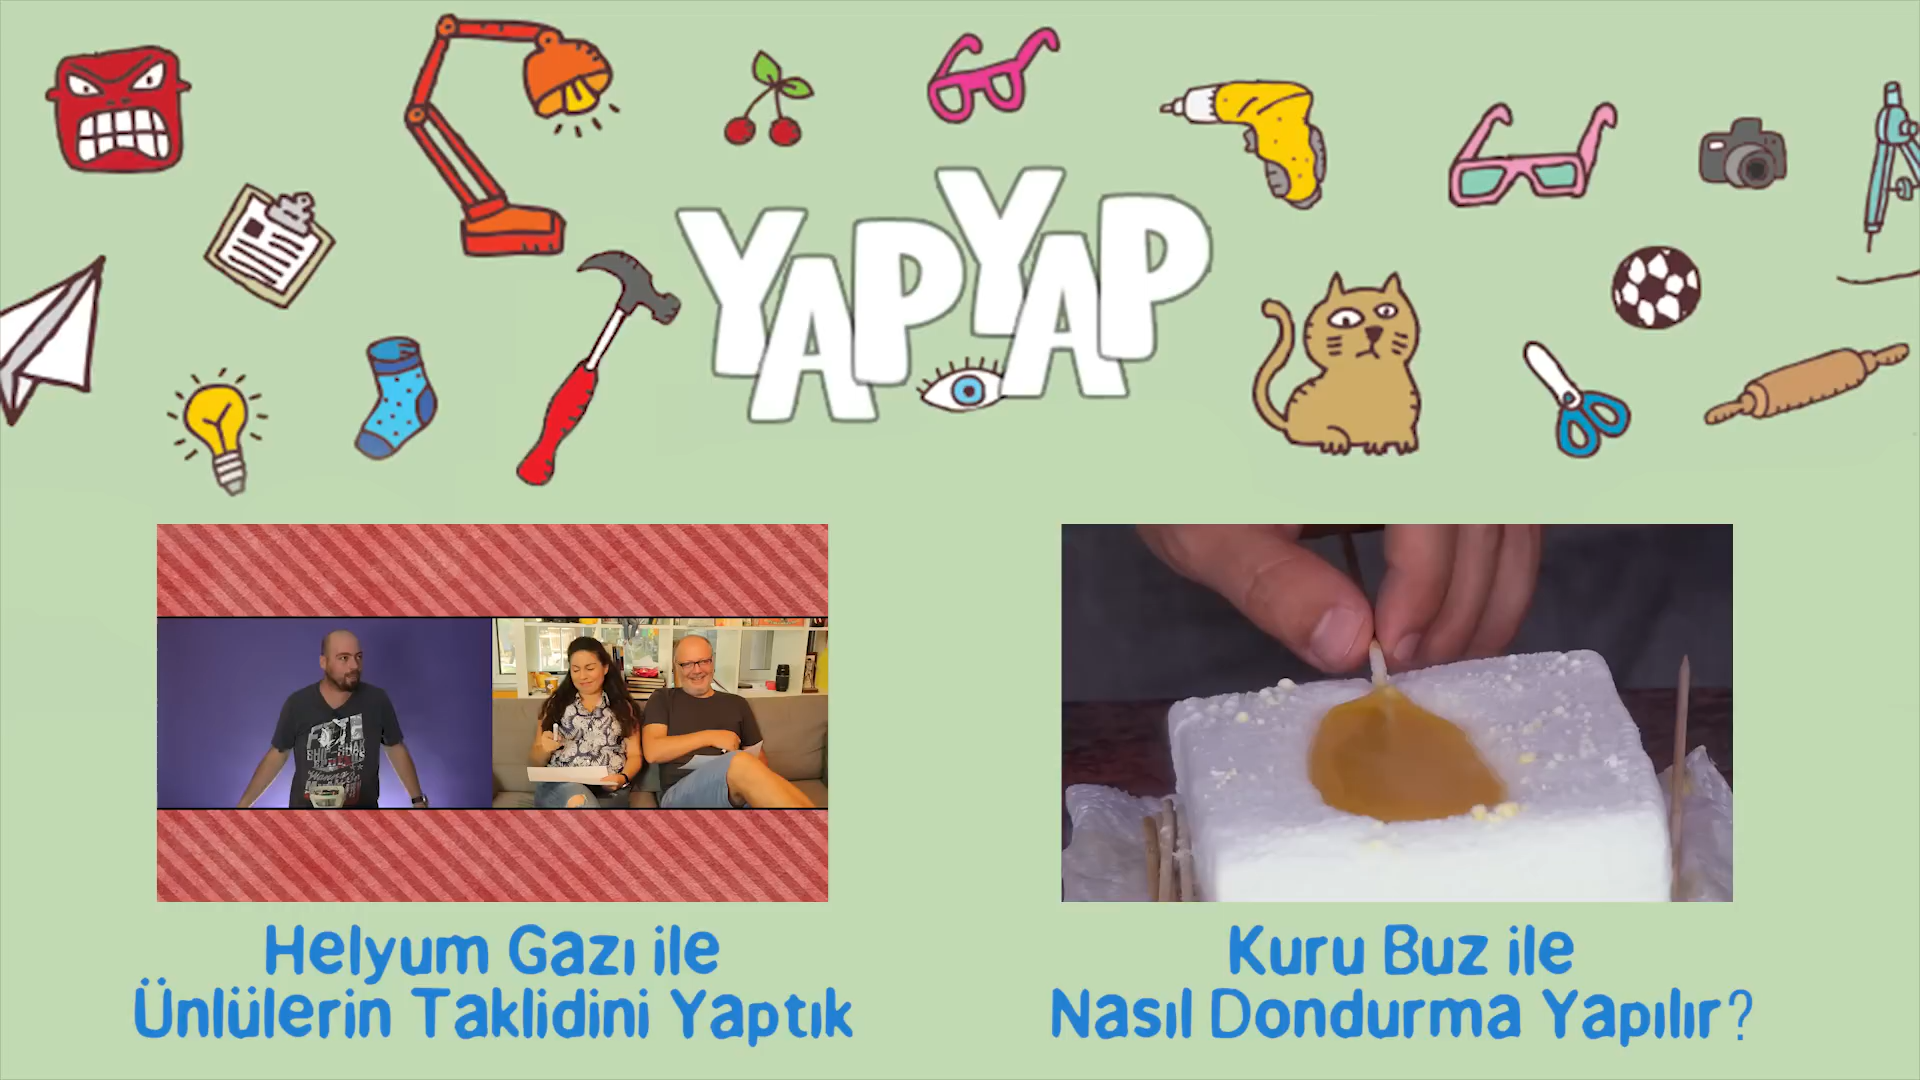 YAPYAP
Helyum Gazı ile
Ünlülerin Taklidini Yaptık
Kuru Buz ile
Nasıl Dondurma Yapılır?